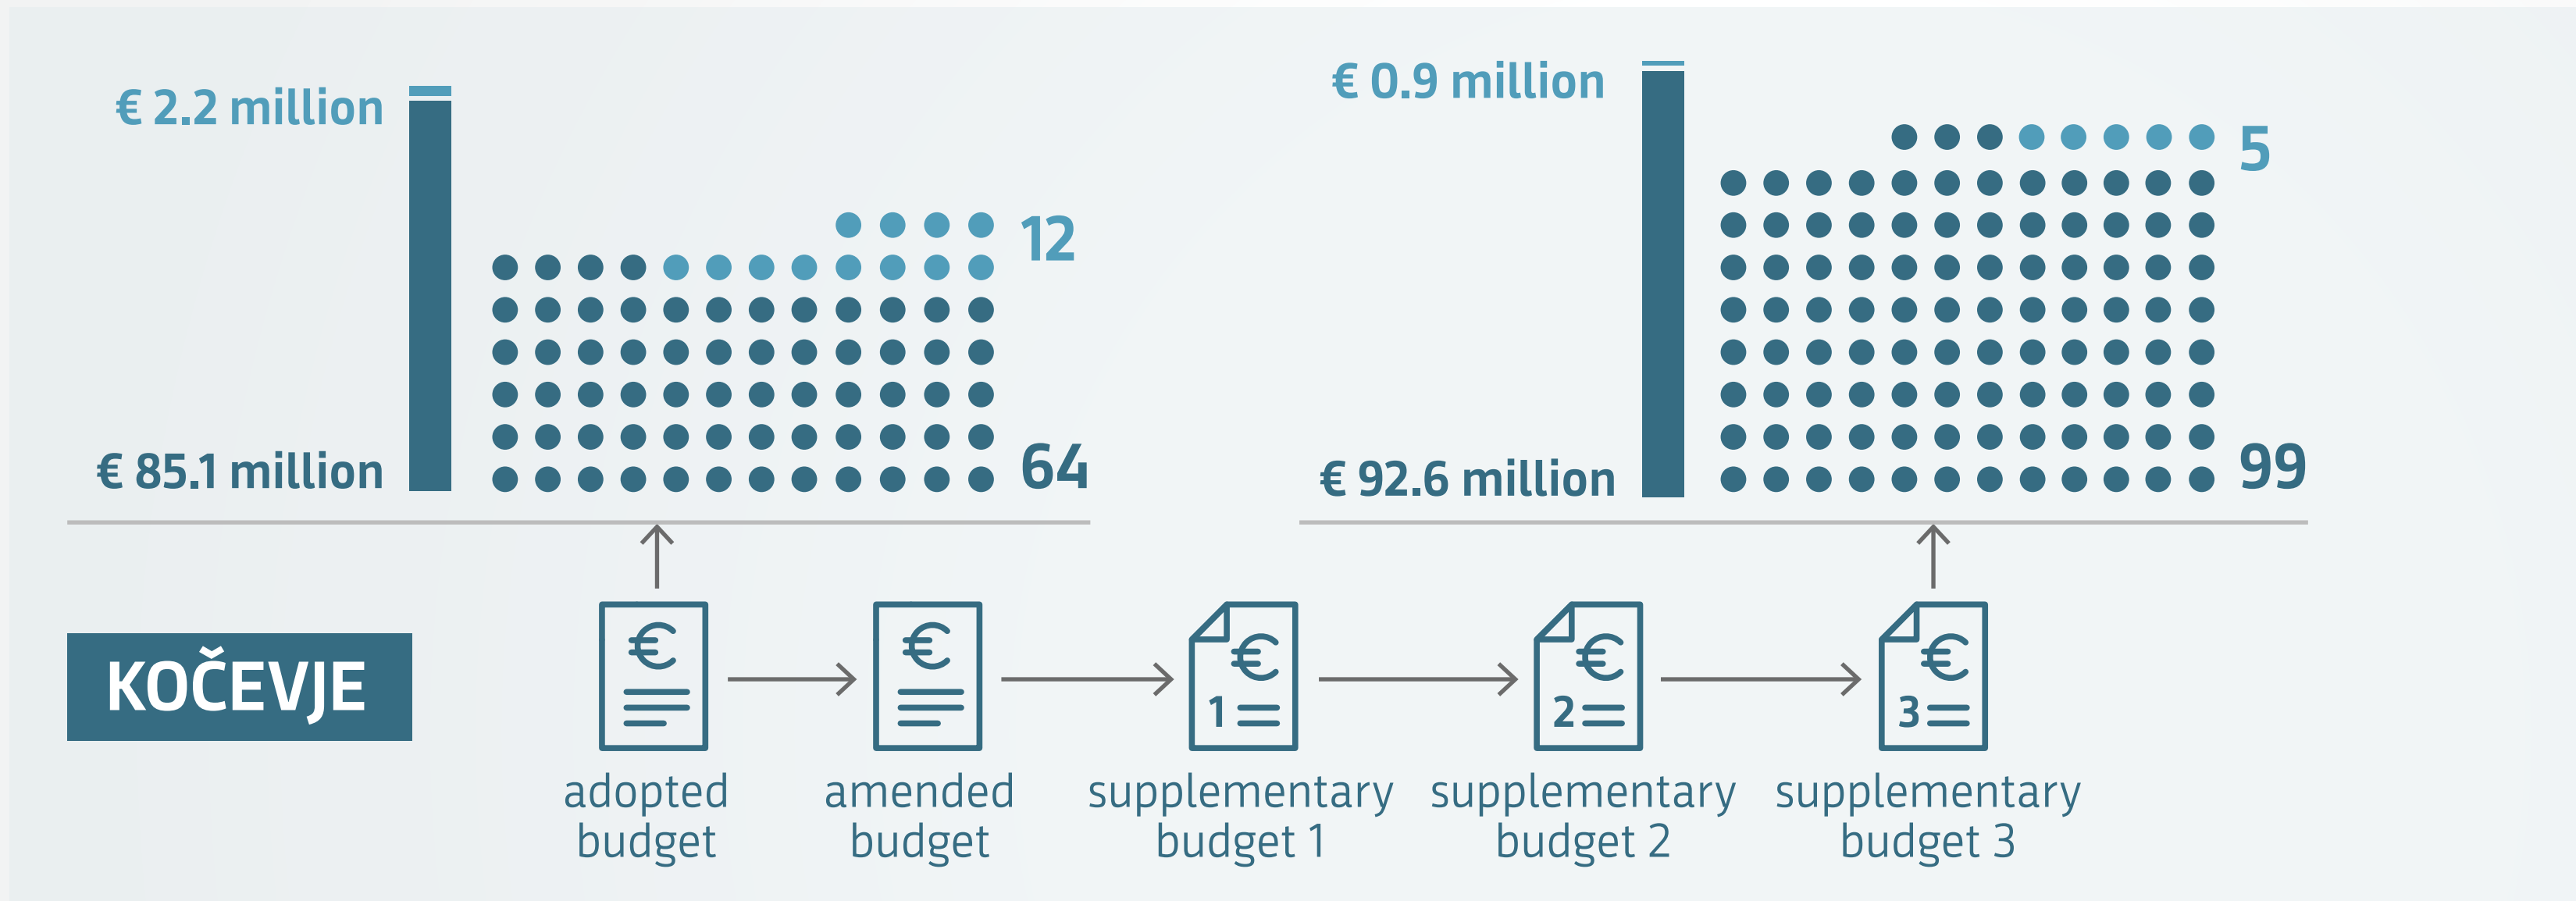 € 2.2 million
12
€ 85.1 million
64
€ 0.9 million
5
€ 92.6 million
99
KOČEVJE
€
€
€
1
€
2
€
3
adopted
budget
amended
budget
supplementary
budget 1
supplementary
budget 2
supplementary
budget 3